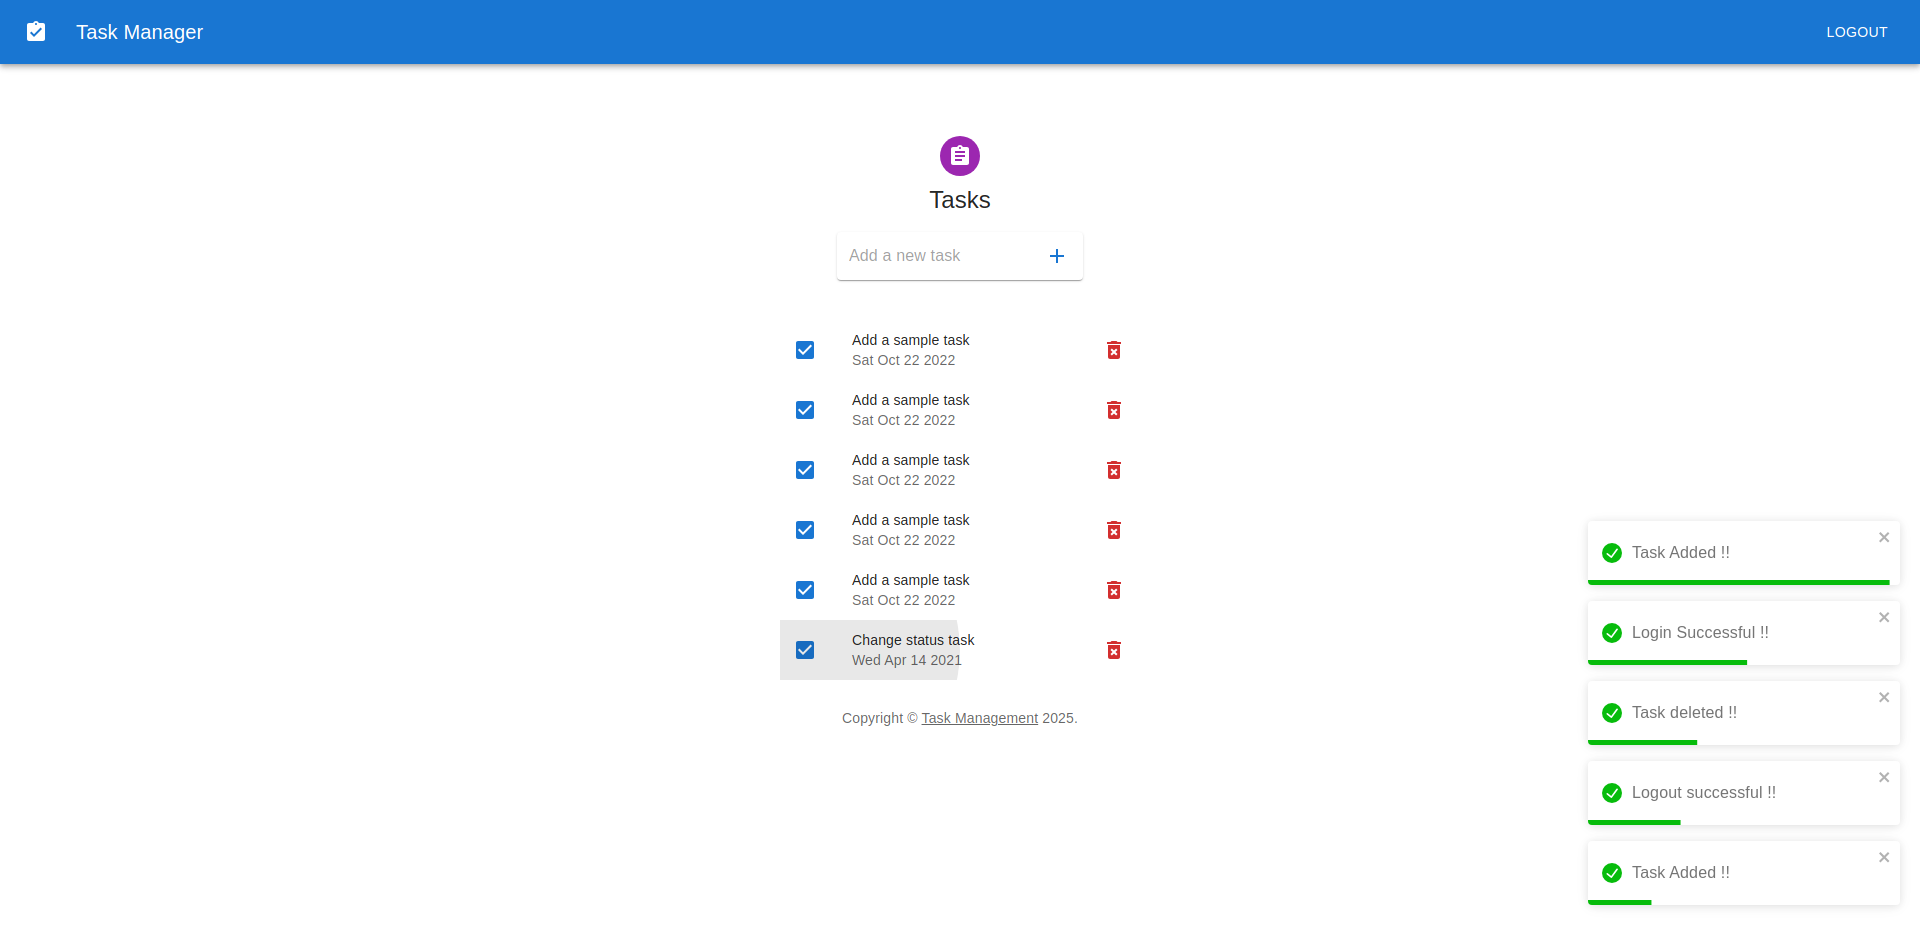 Task Manager
LOGOUT
Tasks
Add a new task
Add a sample task
Sat Oct 22 2022
Add a sample task
Sat Oct 22 2022
Add a sample task
Sat Oct 22 2022
Add a sample task
Sat Oct 22 2022
Add a sample task
Sat Oct 22 2022
Change status task
Wed Apr 14 2021
Copyright © Task Management 2025.
Task Added !!
Login Successful !!
Task deleted !!
Logout successful !!
Task Added !!